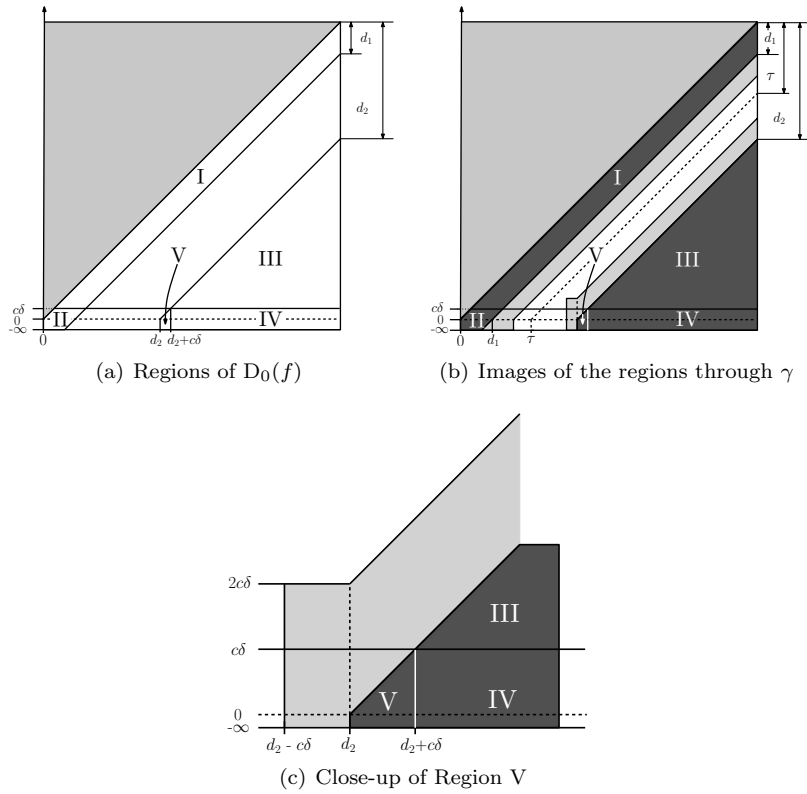 d₁
d₂
I
V
III
cδ
0
-∞
II
IV
0
d₂
d₂+cδ
(a) Regions of D₀(f)
d₁
τ
d₂
I
V
III
cδ
0
-∞
II
IV
0
d₁
τ
(b) Images of the regions through γ
2cδ
III
cδ
V
IV
0
-∞
d₂ - cδ
d₂
d₂+cδ
(c) Close-up of Region V